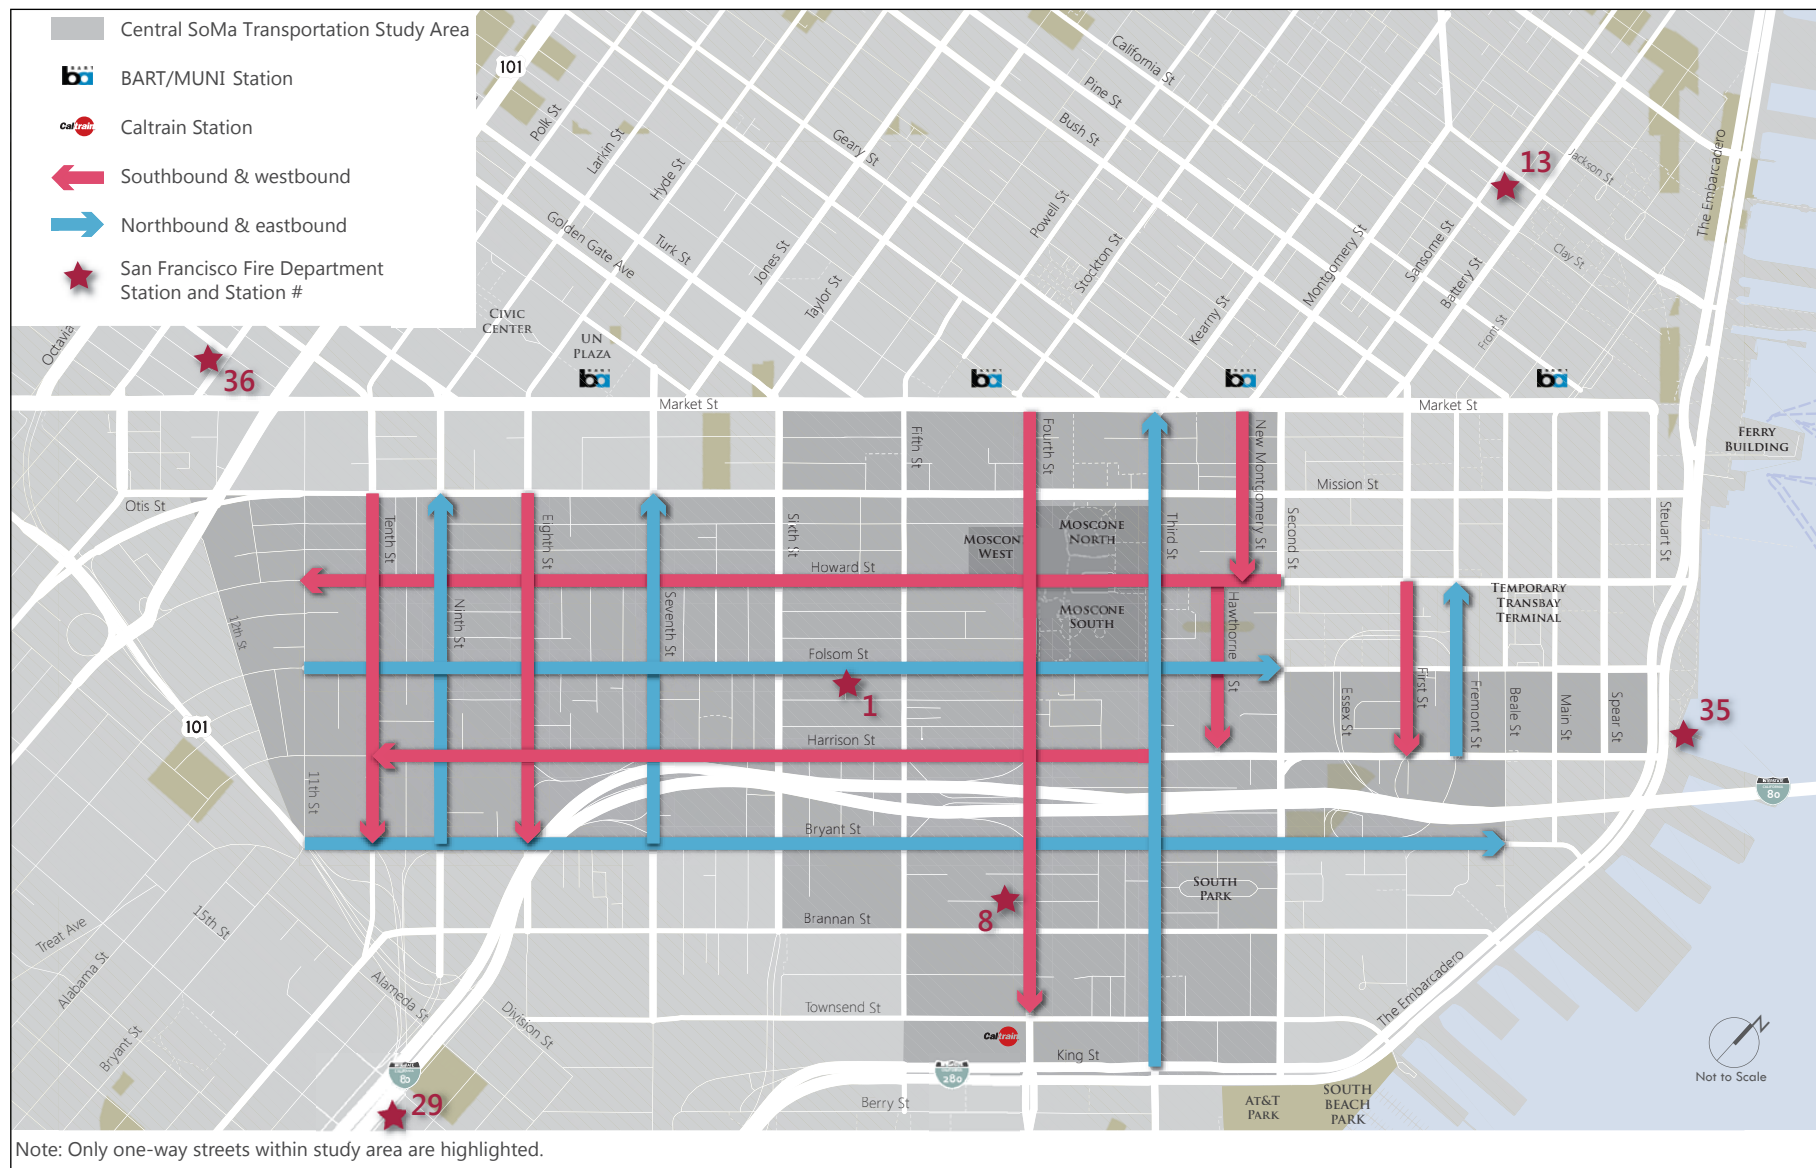 Central SoMa Transportation Study Area
BART/MUNI Station
Caltrain Station
Southbound & westbound
Northbound & eastbound
San Francisco Fire Department
Station and Station #
101
California St
Pine St
Bush St
Geary St
Polk St
Larkin St
Hyde St
Golden Gate Ave
Turk St
Jones St
Taylor St
Powell St
Stockton St
Kearny St
Montgomery St
Sansome St
Battery St
Front St
Clay St
Jackson St
The Embarcadero
13
CIVIC
CENTER
UN
PLAZA
Octavia
36
Market St
Market St
FERRY
BUILDING
Otis St
Mission St
Tenth St
Ninth St
Eighth St
Seventh St
Sixth St
Fifth St
Fourth St
Third St
New Montgomery St
Second St
Steuart St
MOSCON
WEST
MOSCONE
NORTH
MOSCONE
SOUTH
Howard St
Hawthorne St
TEMPORARY
TRANSBAY
TERMINAL
12th St
Folsom St
1
Essex St
First St
Fremont St
Beale St
Main St
Spear St
35
101
Harrison St
11th St
80
Bryant St
SOUTH
PARK
8
Brannan St
15th St
Treat Ave
Alabama St
Alameda St
Division St
Bryant St
Townsend St
The Embarcadero
Caltrain
King St
280
80
29
Berry St
AT&T
PARK
SOUTH
BEACH
PARK
N
Not to Scale
Note: Only one-way streets within study area are highlighted.